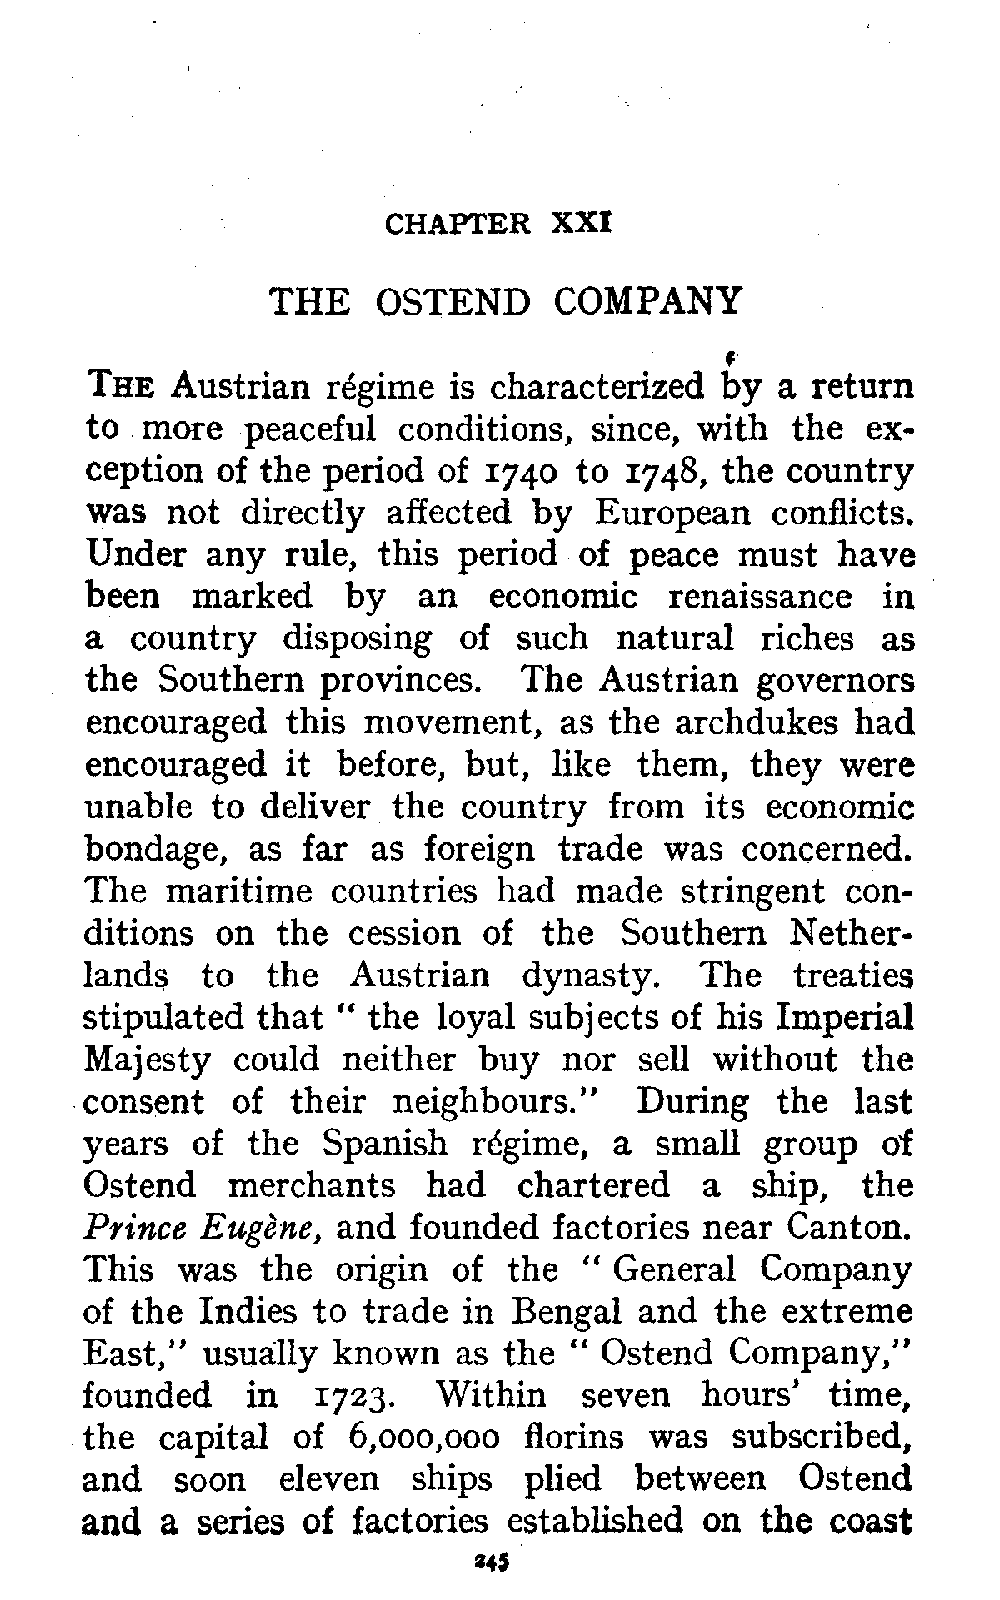 CHAPTER XXI
THE OSTEND COMPANY
THE Austrian régime is characterized by a return
to more peaceful conditions, since, with the ex-
ception of the period of 1740 to 1748, the country
was not directly affected by European conflicts.
Under any rule, this period of peace must have
been marked by an economic renaissance in
a country disposing of such natural riches as
the Southern provinces. The Austrian governors
encouraged this movement, as the archdukes had
encouraged it before, but, like them, they were
unable to deliver the country from its economic
bondage, as far as foreign trade was concerned.
The maritime countries had made stringent con-
ditions on the cession of the Southern Nether-
lands to the Austrian dynasty. The treaties
stipulated that “ the loyal subjects of his Imperial
Majesty could neither buy nor sell without the
consent of their neighbours.” During the last
years of the Spanish régime, a small group of
Ostend merchants had chartered a ship, the
Prince Eugène, and founded factories near Canton.
This was the origin of the “ General Company
of the Indies to trade in Bengal and the extreme
East,” usually known as the “ Ostend Company,”
founded in 1723. Within seven hours’ time,
the capital of 6,000,000 florins was subscribed,
and soon eleven ships plied between Ostend
and a series of factories established on the coast
245